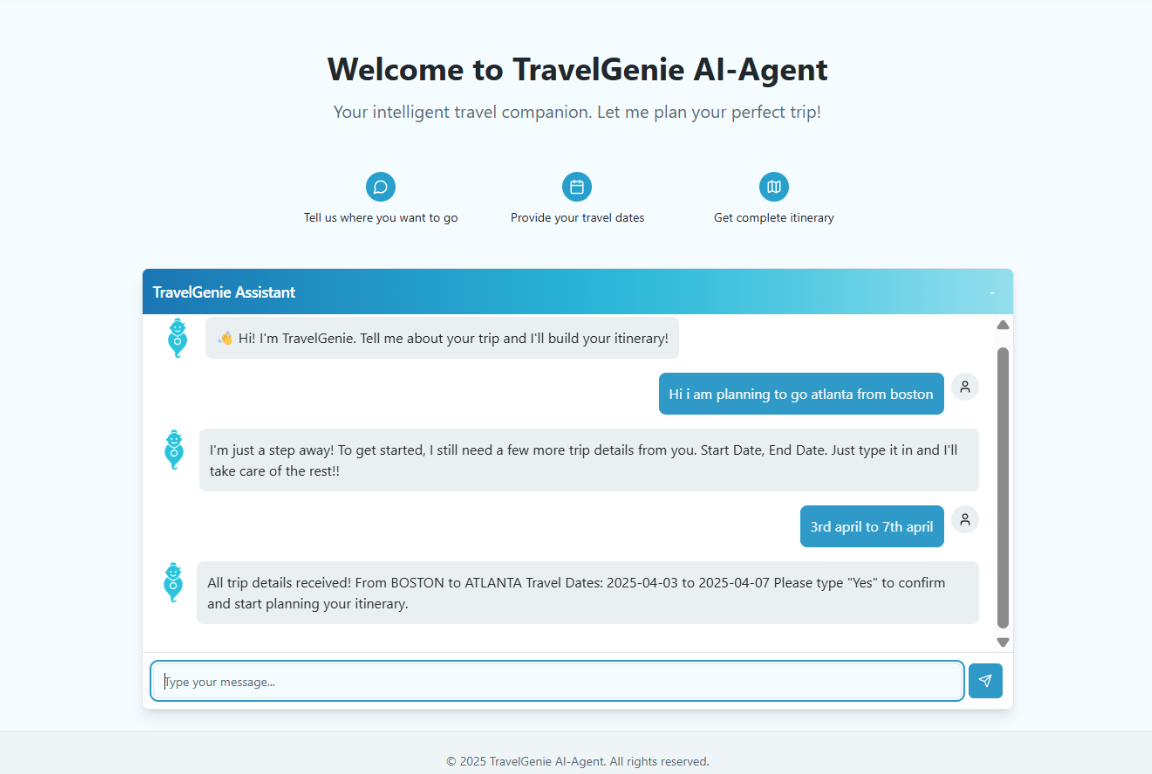 Welcome to TravelGenie AI-Agent
Your intelligent travel companion. Let me plan your perfect trip!
Tell us where you want to go
Provide your travel dates
Get complete itinerary
TravelGenie Assistant
-
👋 Hi! I'm TravelGenie. Tell me about your trip and I'll build your itinerary!
Hi i am planning to go atlanta from boston
I'm just a step away! To get started, I still need a few more trip details from you. Start Date, End Date. Just type it in and I'll
take care of the rest!!
3rd april to 7th april
All trip details received! From BOSTON to ATLANTA Travel Dates: 2025-04-03 to 2025-04-07 Please type "Yes" to confirm
and start planning your itinerary.
Type your message...
© 2025 TravelGenie AI-Agent. All rights reserved.